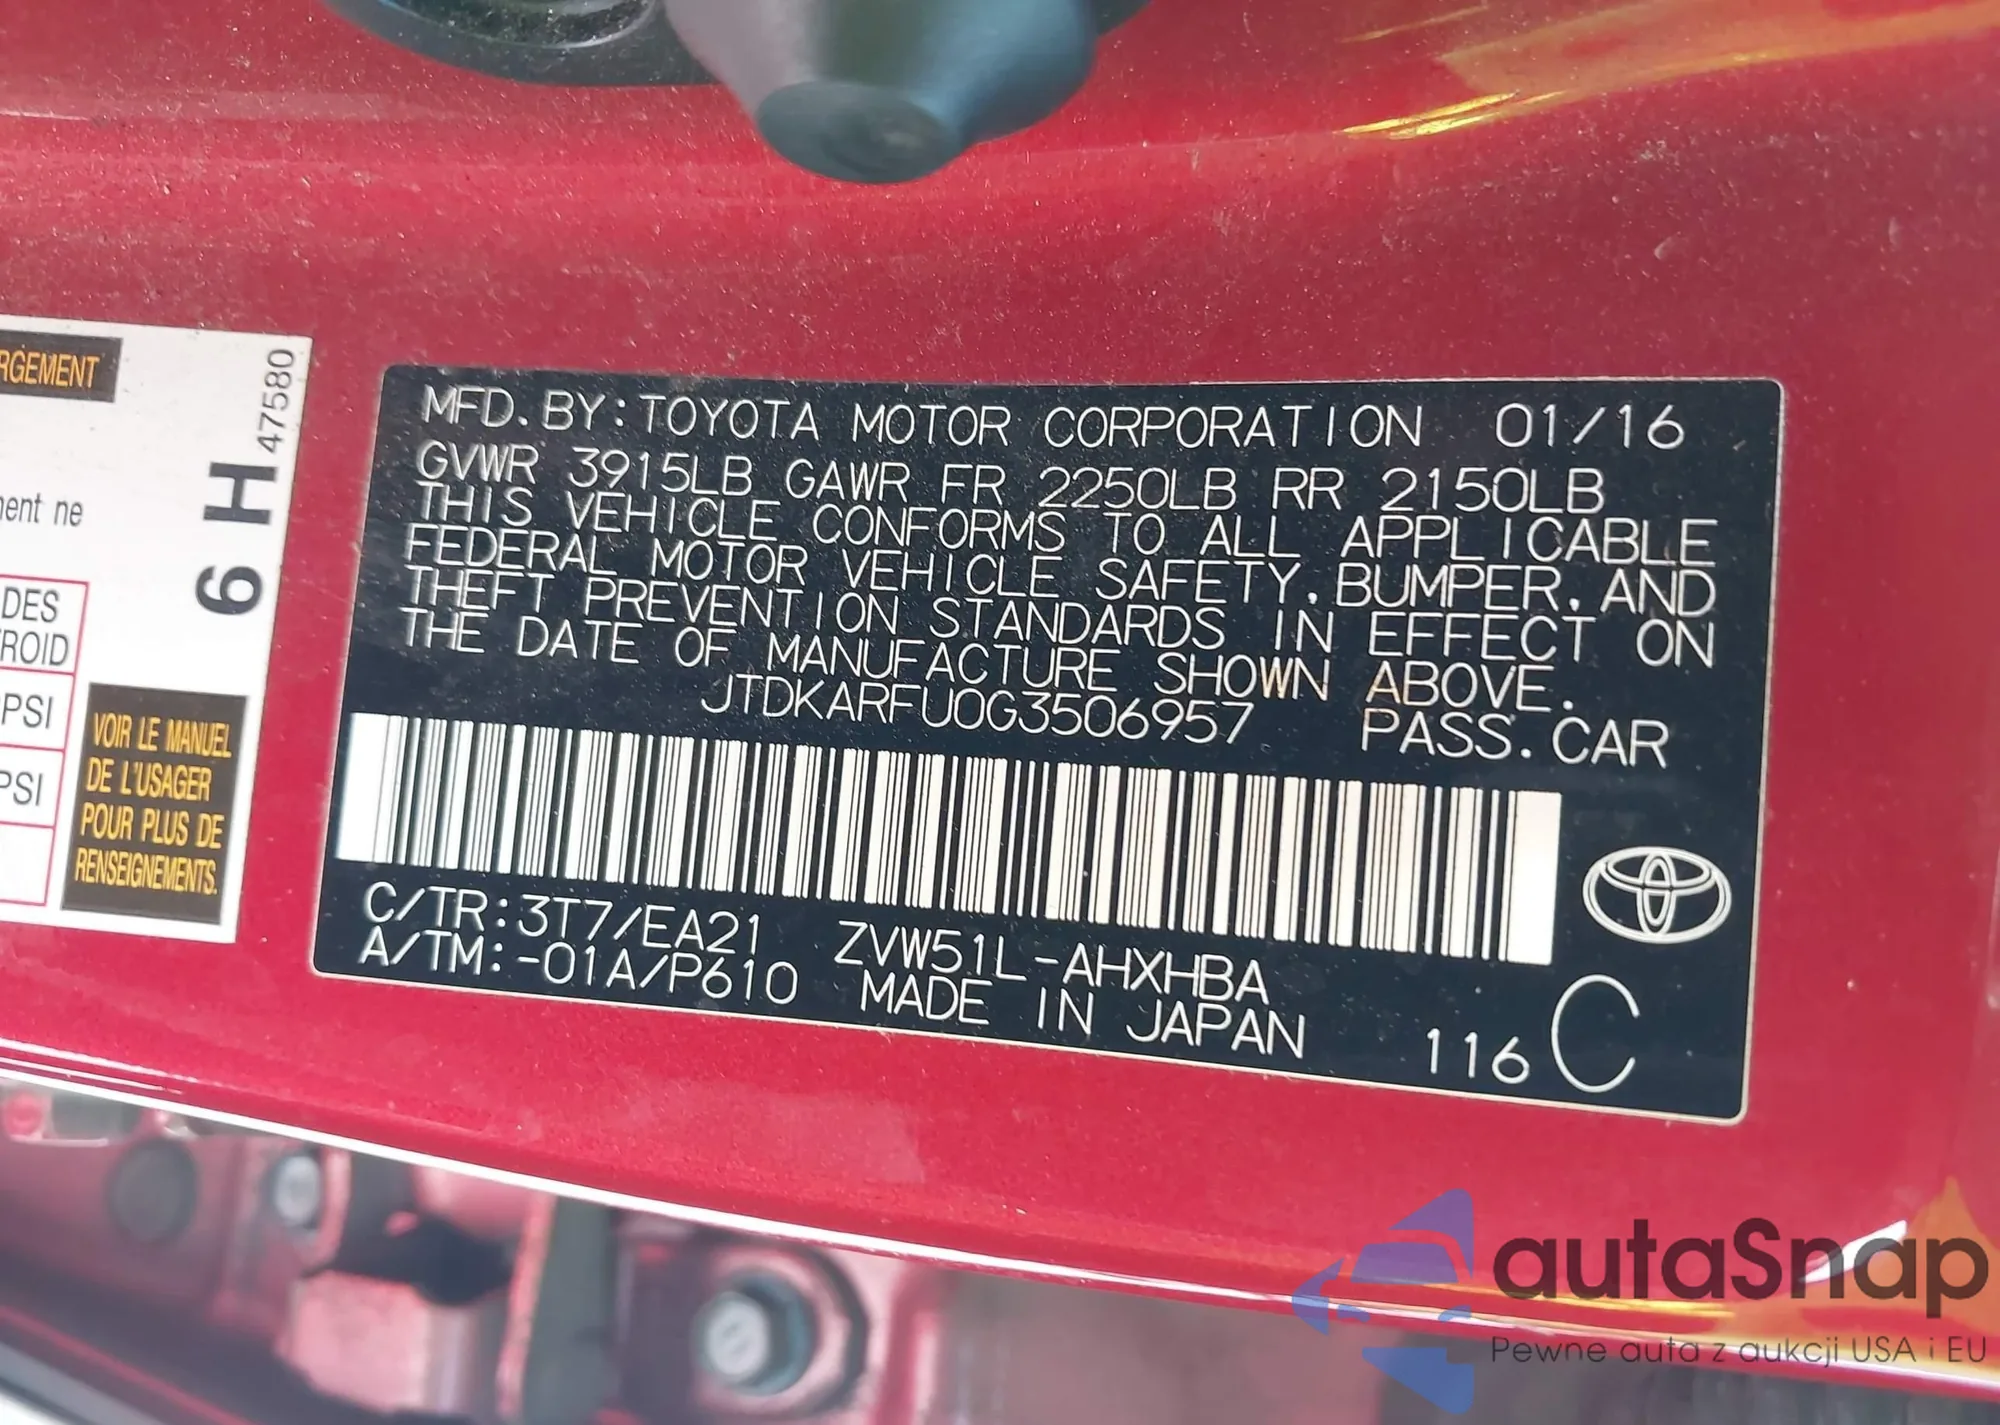 RGEMENT
47580
6 H
ment ne
DES
ROID
PSI
PSI
VOIR LE MANUEL
DE L'USAGER
POUR PLUS DE
RENSEIGNEMENTS.
MFD. BY: TOYOTA MOTOR CORPORATION 01/16
GVWR 3915LB GAWR FR 2250LB RR 2150LB
THIS VEHICLE CONFORMS TO ALL APPLICABLE
FEDERAL MOTOR VEHICLE SAFETY, BUMPER, AND
THEFT PREVENTION STANDARDS IN EFFECT ON
THE DATE OF MANUFACTURE SHOWN ABOVE.
JTDKARFU0G3506957 PASS. CAR
C/TR: 3T7/EA21 ZVW51L-AHXHBA
A/TM: -01A/P610 MADE IN JAPAN
116 C
autaSnap
Pewne auta z aukcji USA i EU